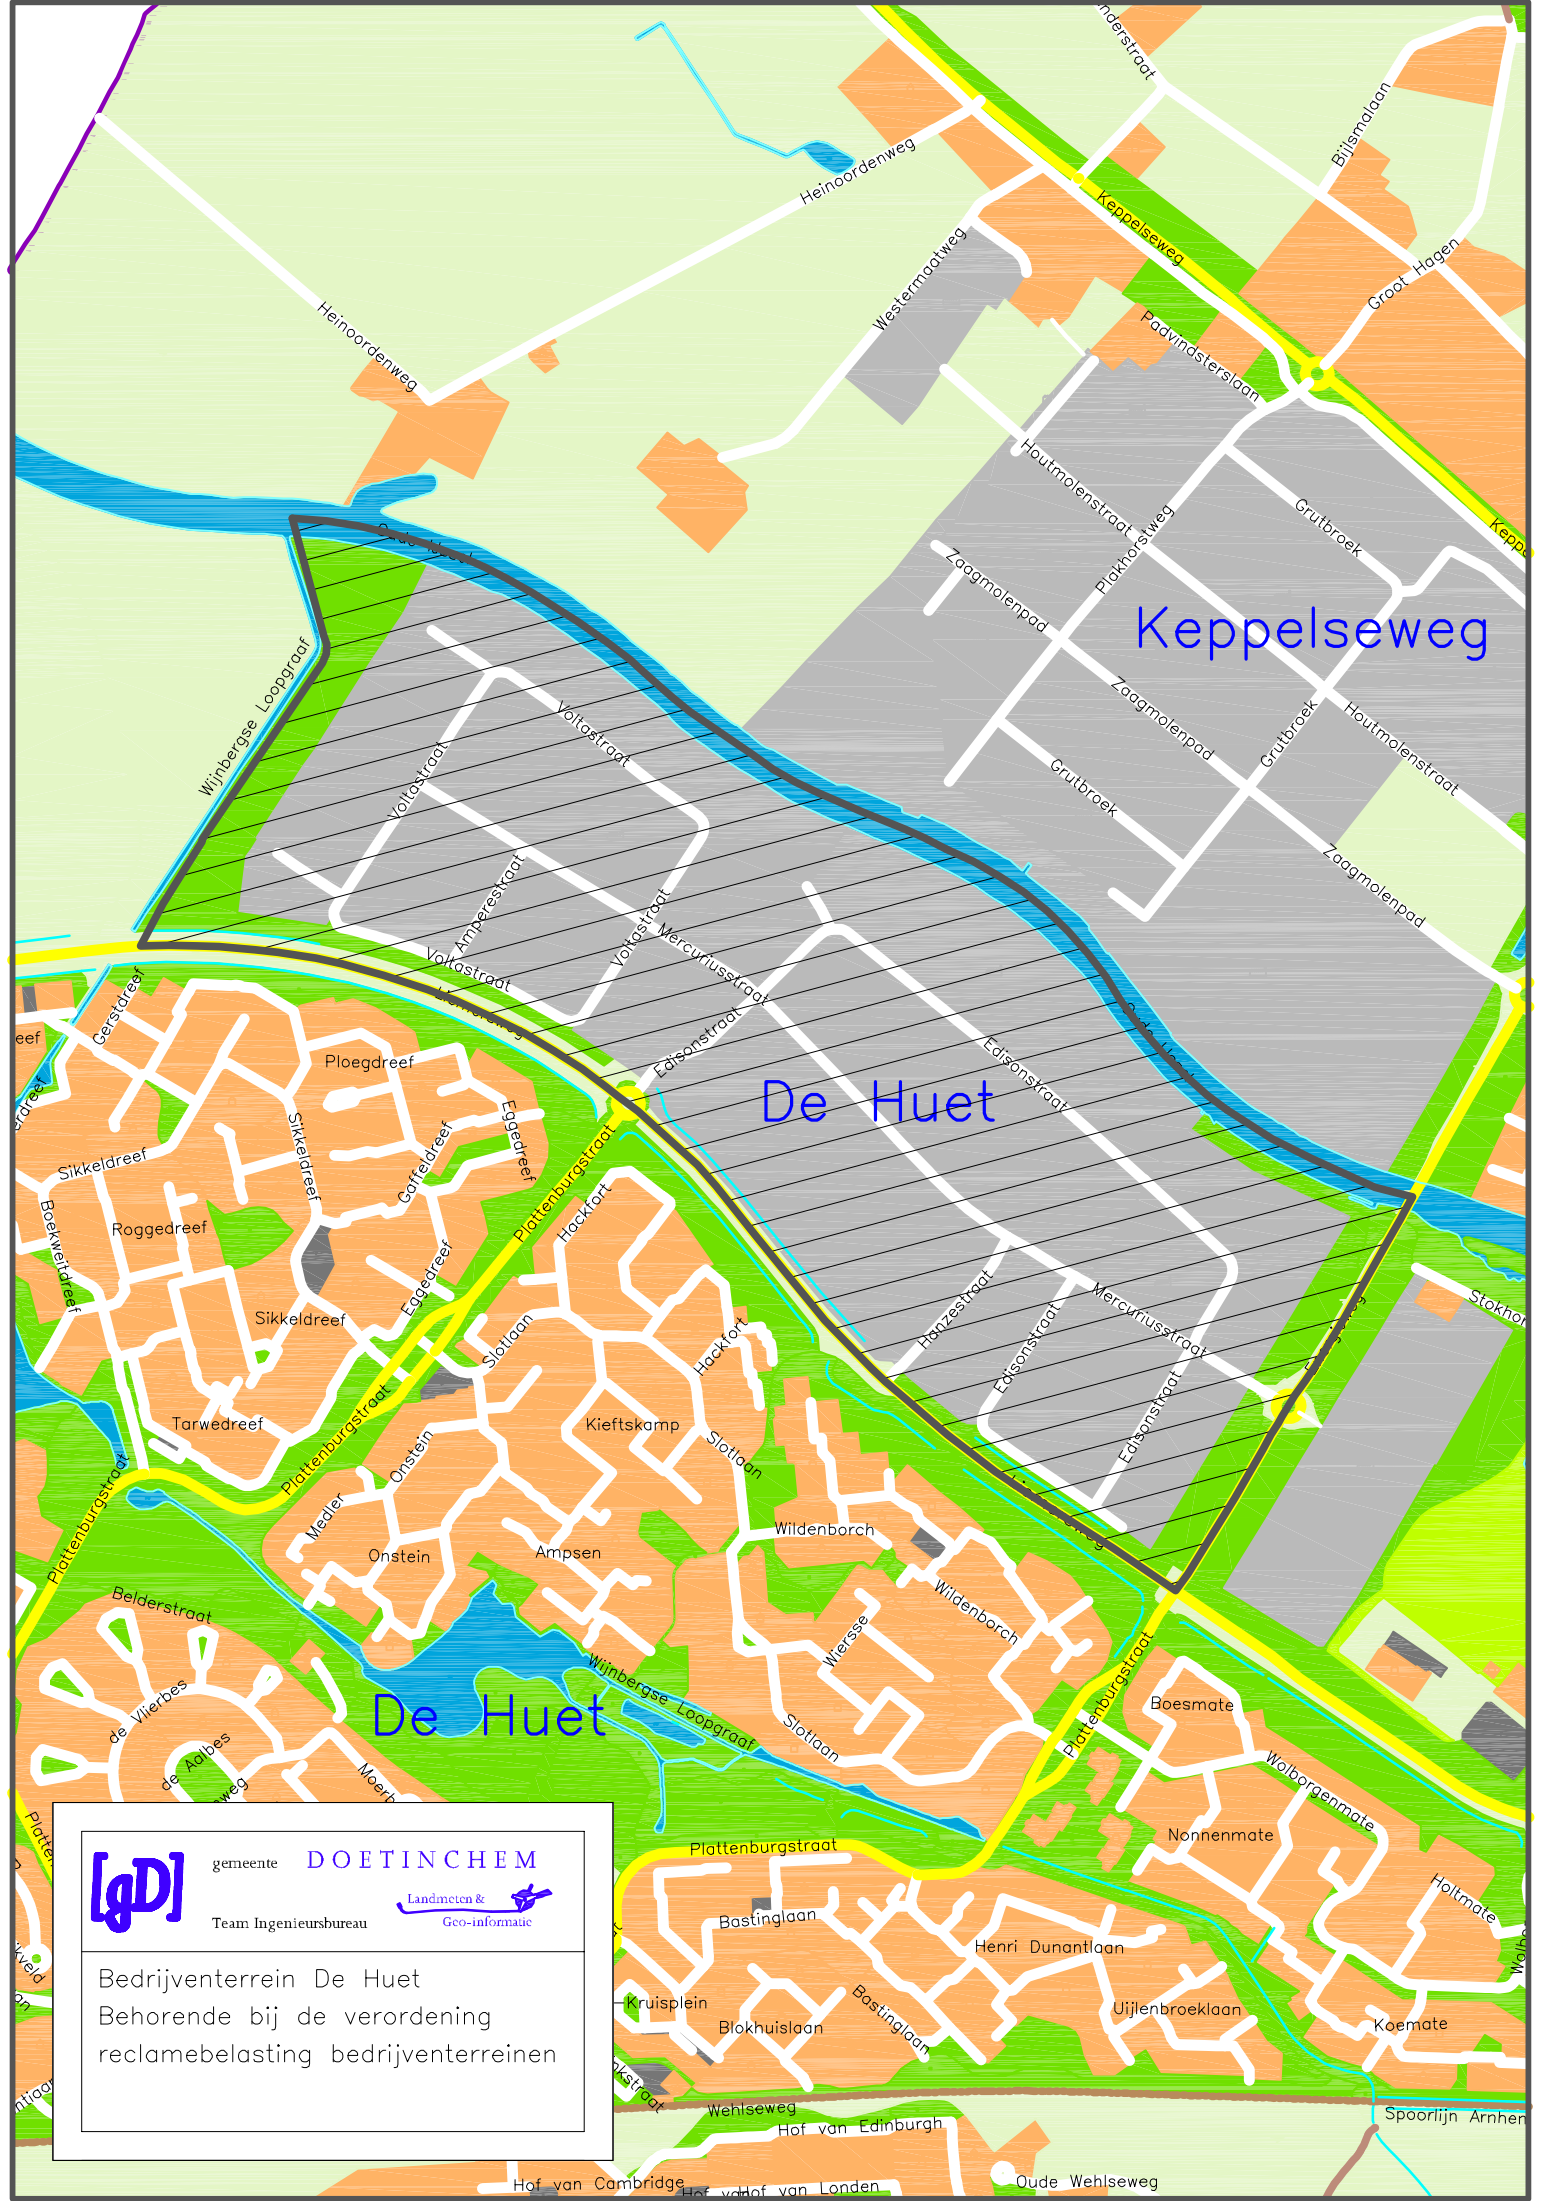 Heinoordenweg
Bijlsmalaan
Keppelseweg
Westermaatweg
Groot Hagen
Heinoordenweg
Padvindsterslaan
Houtmolenstraat
Plakhorstweg
Grutbroek
Zaagmolenpad
Keppelseweg
Wijnbergse Loopgraaf
Voltastraat
Voltastraat
Zaagmolenpad
Grutbroek
Houtmolenstraat
Grutbroek
Zaagmolenpad
Amperestraat
Voltastraat
Voltastraat
Mercuriusstraat
Edisonstraat
Edisonstraat
De Huet
Gerstdreef
Ploegdreef
Sikkeldreef
Eggedreef
Gaffeldreef
Sikkeldreef
Plattenburgstraat
Hackfort
Boekweitdreef
Roggedreef
Eggedreef
Sikkeldreef
Slotlaan
Hackfort
Hanzestraat
Edisonstraat
Mercuriusstraat
Edisonstraat
Tarwedreef
Plattenburgstraat
Onstein
Kieftskamp
Slotlaan
Plattenburgstraat
Medler
Onstein
Ampsen
Wildenborch
Wildenborch
Belderstraat
Wiersse
Wijnbergse Loopgraaf
Plattenburgstraat
de Vlierbes
De Huet
Slotlaan
Boesmate
de Aalbes
Wolborgenmate
Plattenburgstraat
Nonnenmate
Holtmate
Bastinglaan
Henri Dunantlaan
Kruisplein
Blokhuislaan
Bastinglaan
Uijlenbroeklaan
Koemate
Wehlseweg
Hof van Edinburgh
Spoorlijn Arnhem
Hof van Cambridge
Hof van Londen
Oude Wehlseweg
[gD]
gemeente DOETINCHEM
Landmeten &
Geo-informatie
Team Ingenieursbureau
Bedrijventerrein De Huet
Behorende bij de verordening
reclamebelasting bedrijventerreinen